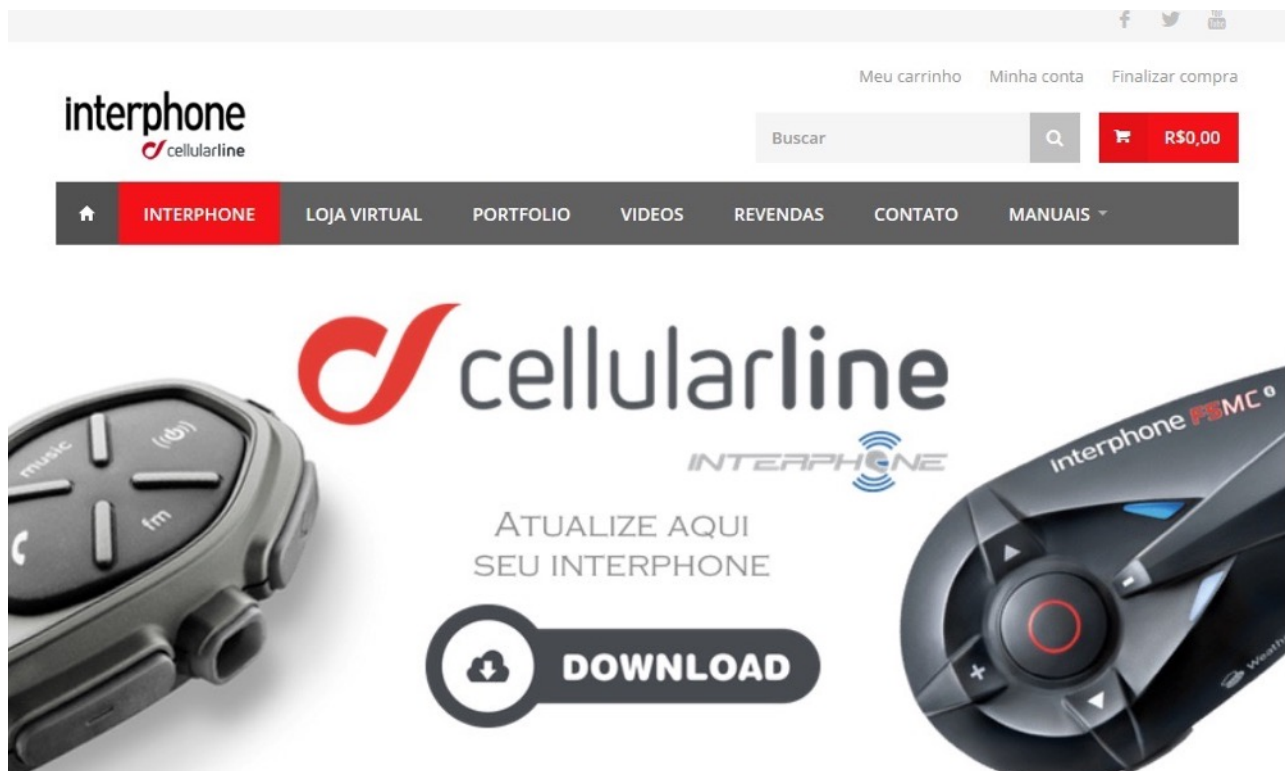 Meu carrinho Minha conta Finalizar compra
interphone
cellularline
Buscar
R$0,00
INTERPHONE LOJA VIRTUAL PORTFOLIO VIDEOS REVENDAS CONTATO MANUAIS
cellularline
INTERPHONE
ATUALIZE AQUI
SEU INTERPHONE
DOWNLOAD
music
fm
interphone F5MC